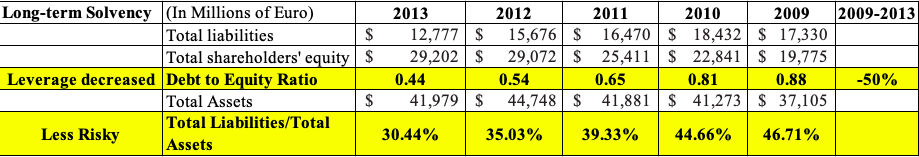 Long-term Solvency (In Millions of Euro) 2013 2012 2011 2010 2009 2009-2013
Total liabilities $ 12,777 $ 15,676 $ 16,470 $ 18,432 $ 17,330
Total shareholders' equity $ 29,202 $ 29,072 $ 25,411 $ 22,841 $ 19,775
Leverage decreased Debt to Equity Ratio 0.44 0.54 0.65 0.81 0.88 -50%
Total Assets $ 41,979 $ 44,748 $ 41,881 $ 41,273 $ 37,105
Less Risky Total Liabilities/Total 30.44% 35.03% 39.33% 44.66% 46.71%
Assets